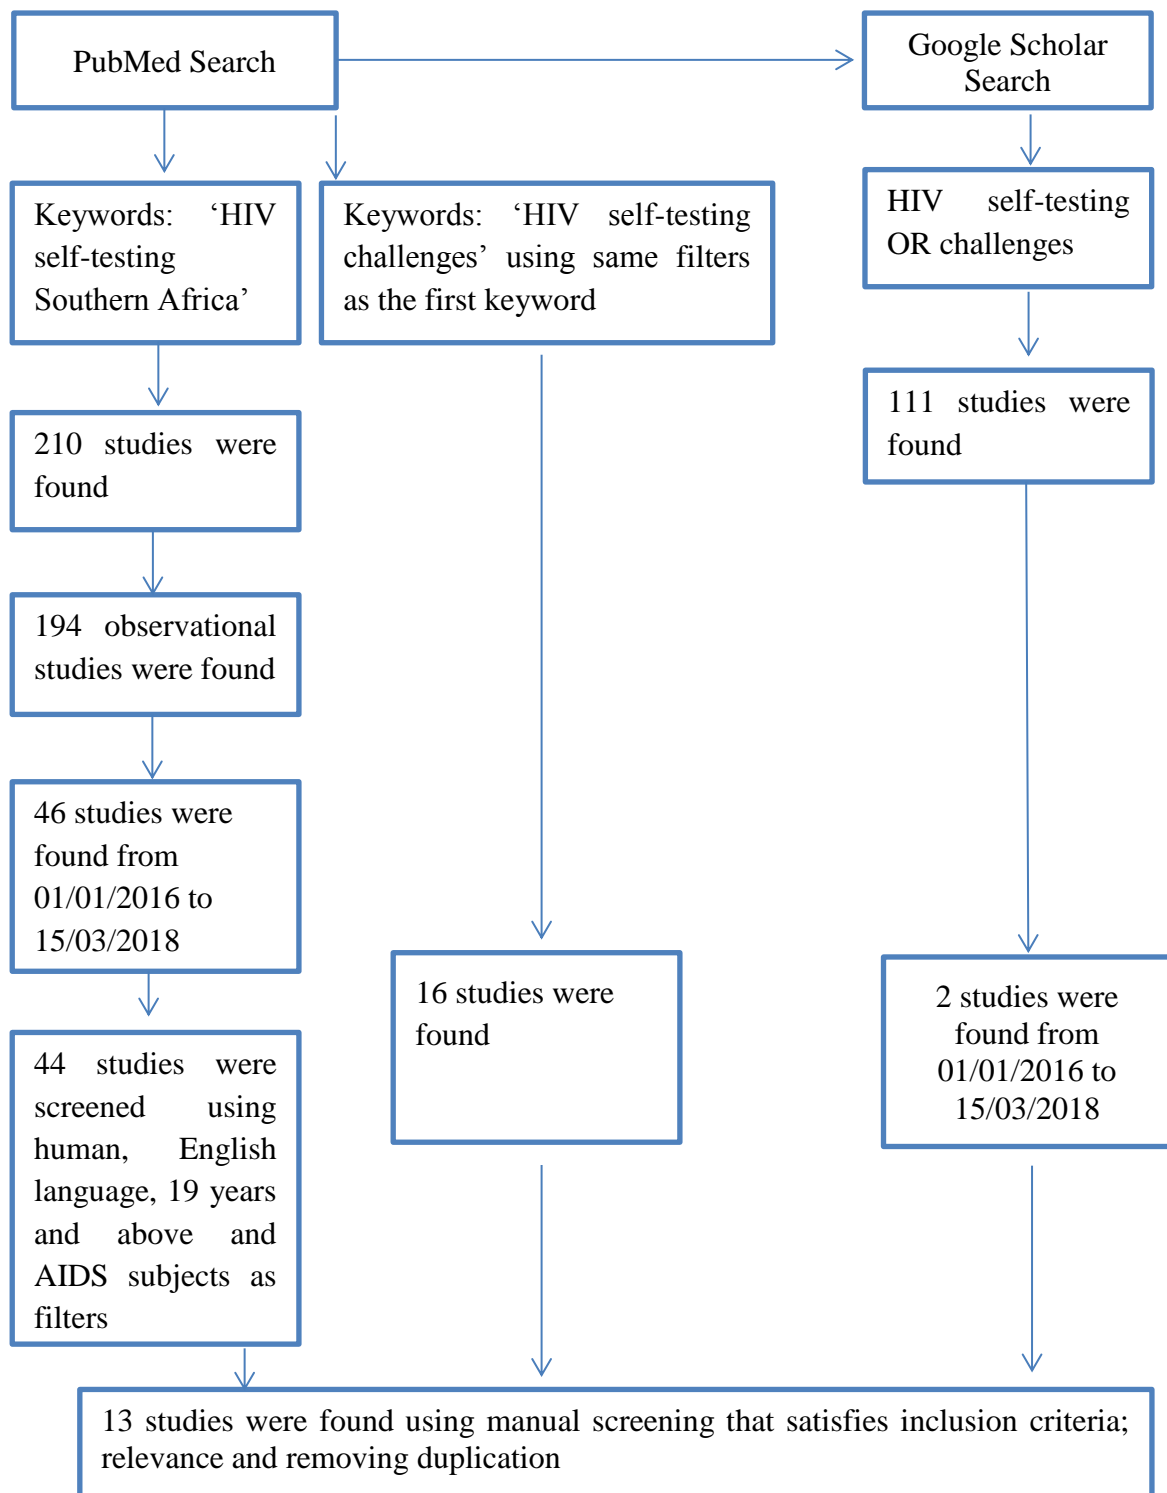 PubMed Search
Google Scholar
Search
Keywords: ‘HIV
self-testing
Southern Africa’
Keywords: ‘HIV self-testing
challenges’ using same filters
as the first keyword
HIV self-testing
OR challenges
210 studies were
found
111 studies were
found
194 observational
studies were found
46 studies were
found from
01/01/2016 to
15/03/2018
16 studies were
found
2 studies were
found from
01/01/2016 to
15/03/2018
44 studies were
screened using
human, English
language, 19 years
and above and
AIDS subjects as
filters
13 studies were found using manual screening that satisfies inclusion criteria;
relevance and removing duplication